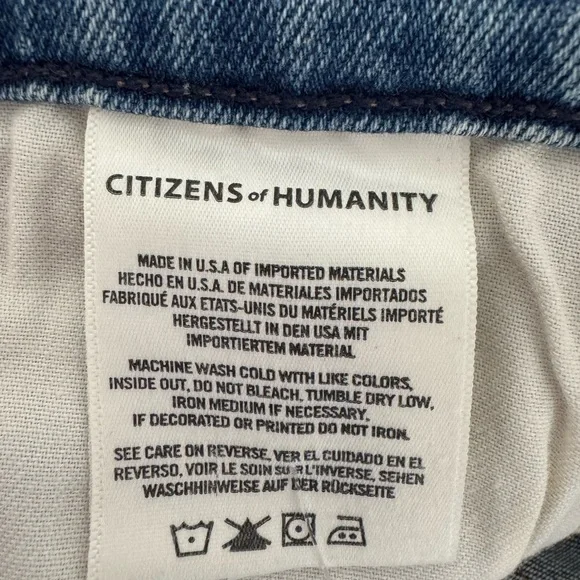 CITIZENS of HUMANITY
MADE IN U.S.A OF IMPORTED MATERIALS
HECHO EN U.S.A. DE MATERIALES IMPORTADOS
FABRIQUÉ AUX ETATS-UNIS DU MATÉRIELS IMPORTÉ
HERGESTELLT IN DEN USA MIT
IMPORTIERTEM MATERIAL
MACHINE WASH COLD WITH LIKE COLORS,
INSIDE OUT, DO NOT BLEACH, TUMBLE DRY LOW,
IRON MEDIUM IF NECESSARY.
IF DECORATED OR PRINTED DO NOT IRON.
SEE CARE ON REVERSE, VER EL CUIDADO EN EL
REVERSO, VOIR LE SOIN SUR L'INVERSE, SEHEN
WASCHHINWEISE AUF DER RÜCKSEITE